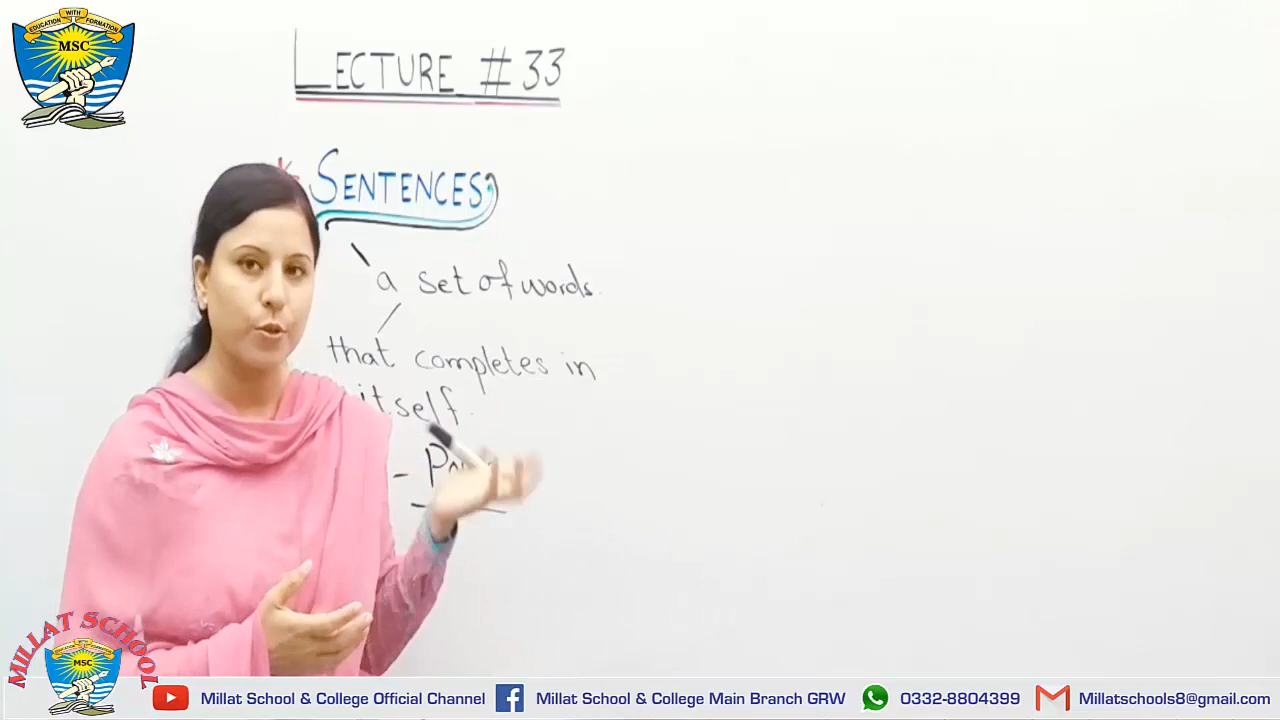 EDUCATION WITH FORMATION
MSC
LECTURE # 33
* SENTENCES
a set of words.
that completes in
itself.
MILLAT SCHOOL
MSC
Millat School & College Official Channel
Millat School & College Main Branch GRW
0332-8804399
Millatschools8@gmail.com